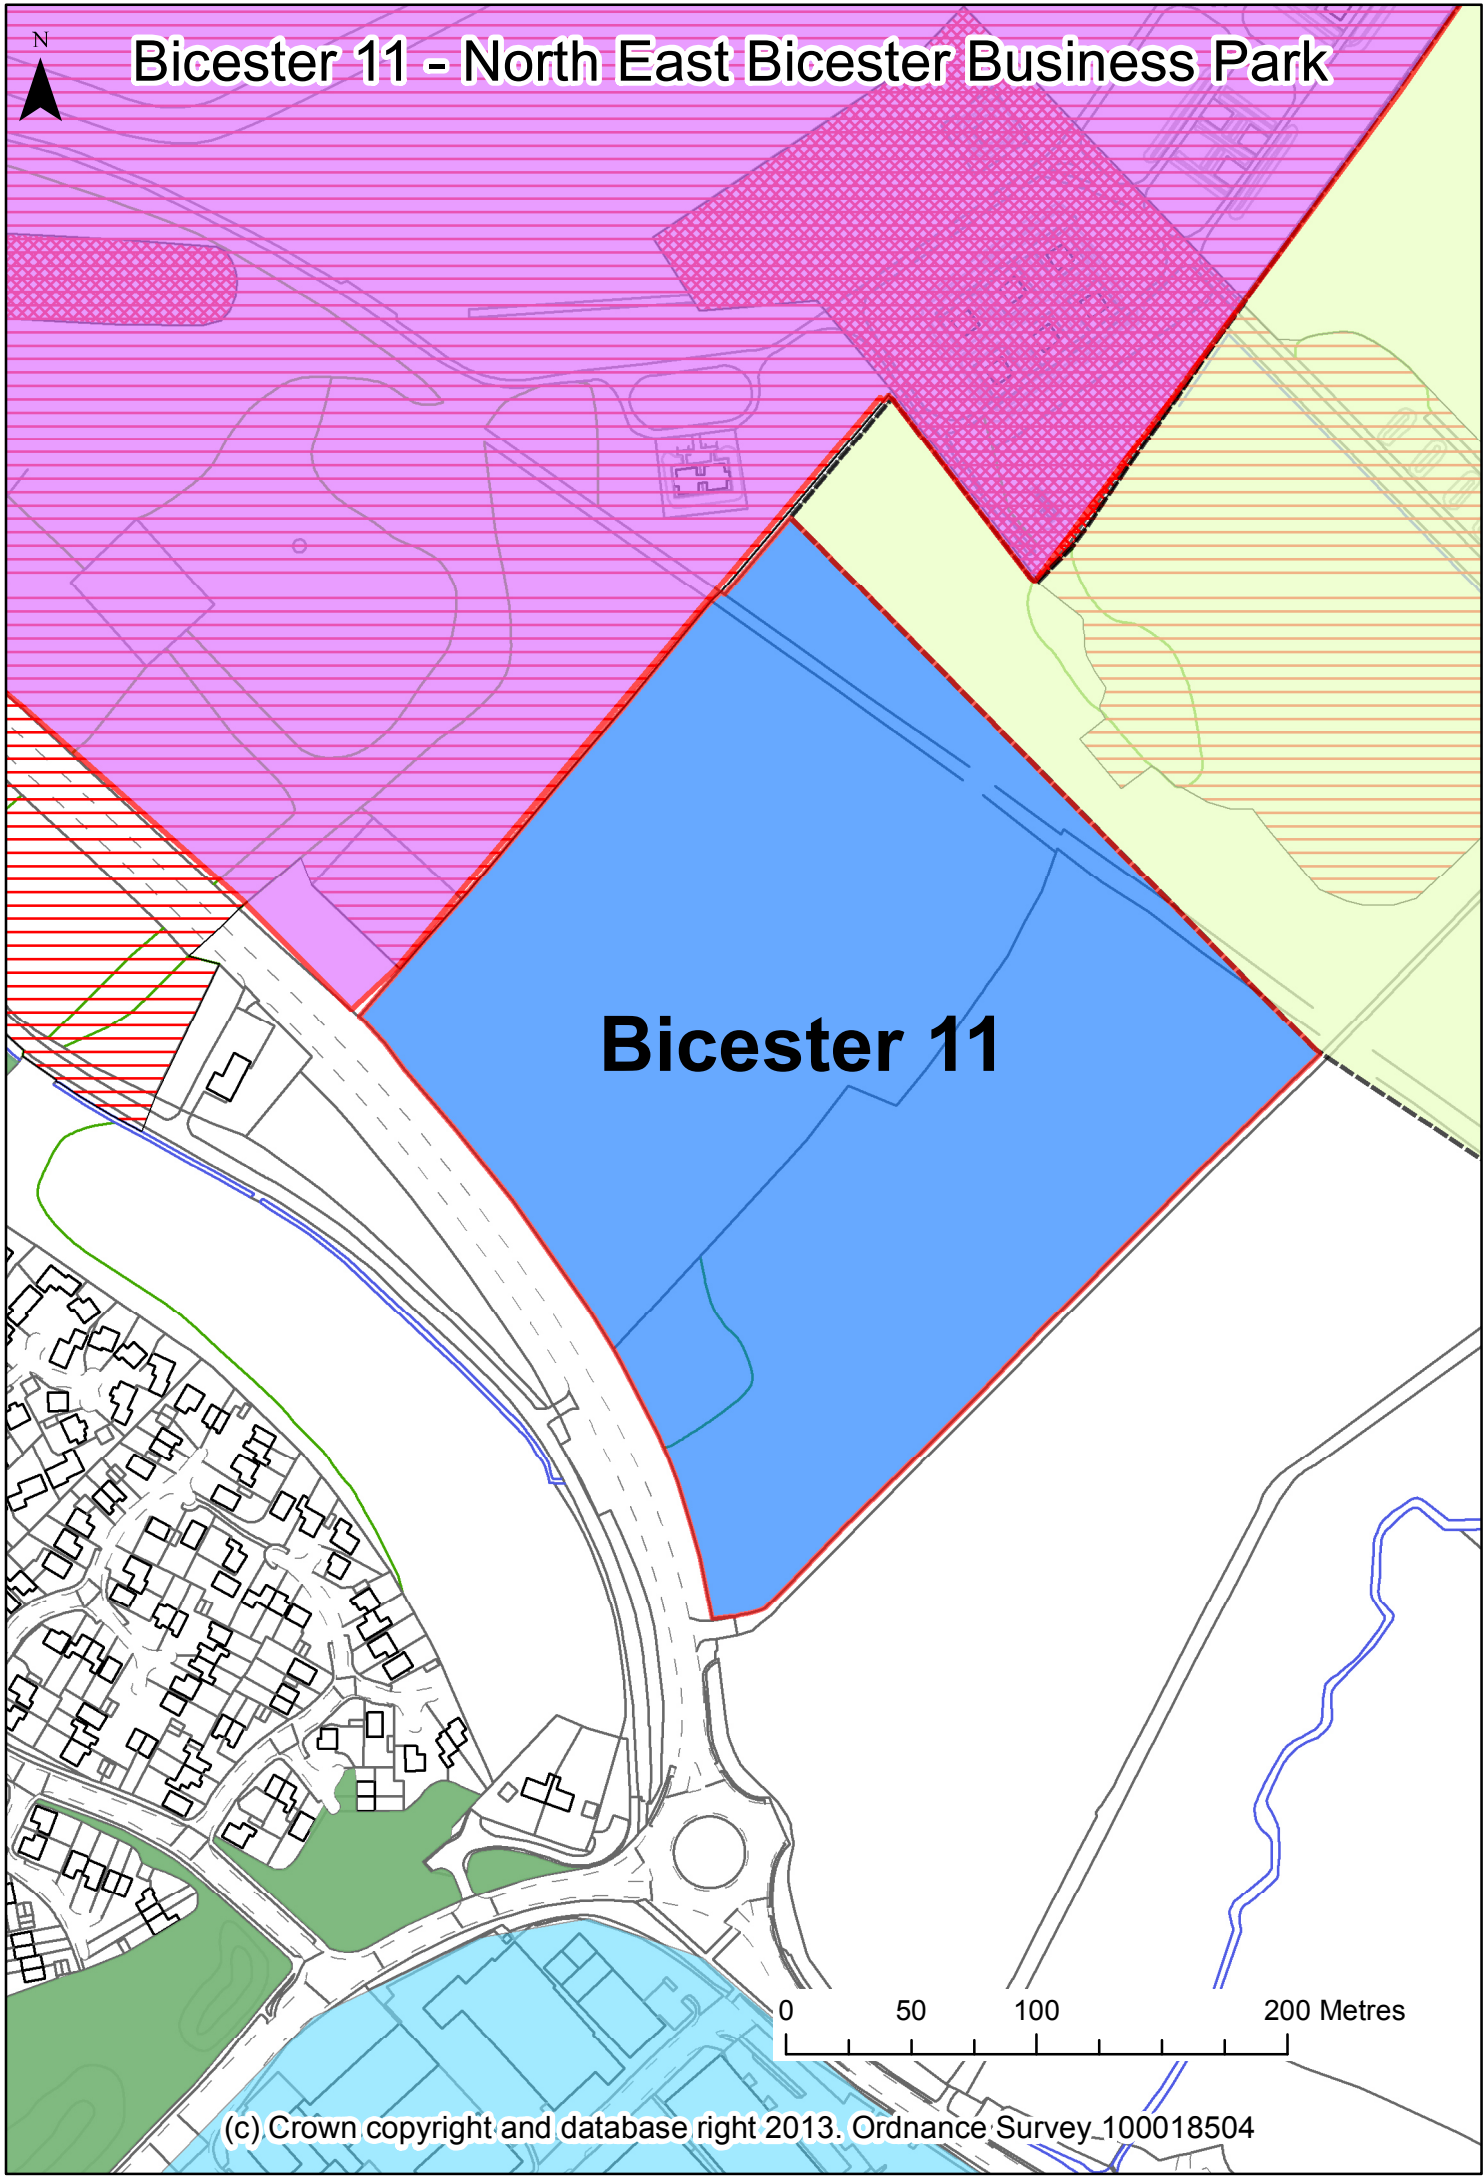 N
Bicester 11 - North East Bicester Business Park
Bicester 11
0 50 100 200 Metres
(c) Crown copyright and database right 2013. Ordnance Survey 100018504